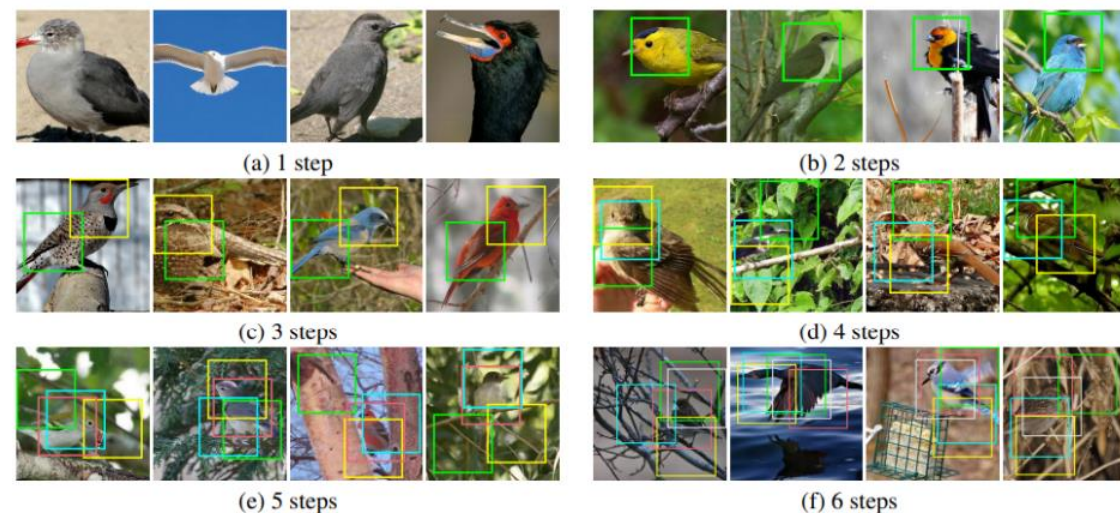 (a) 1 step
(b) 2 steps
(c) 3 steps
(d) 4 steps
(e) 5 steps
(f) 6 steps